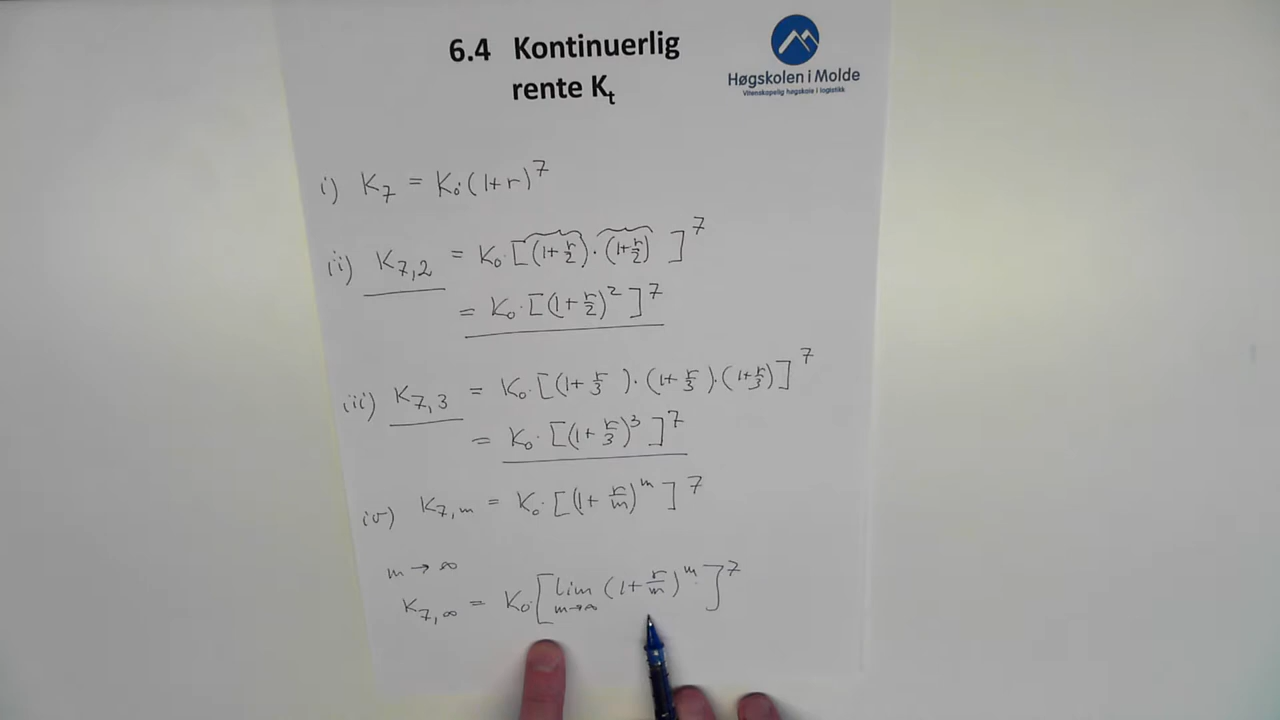 6.4 Kontinuerlig
rente Kt
Høgskolen i Molde
Vitenskapelig høgskole i logistikk
i) K₇ = K₀·(1+r)⁷
ii) K₇,₂ = K₀·[(1+r/2)·(1+r/2)]⁷
= K₀·[(1+r/2)²]⁷
iii) K₇,₃ = K₀·[(1+r/3)·(1+r/3)·(1+r/3)]⁷
= K₀·[(1+r/3)³]⁷
iv) K₇,m = K₀·[(1+r/m)ᵐ]⁷
m → ∞
K₇,∞ = K₀·[lim m→∞ (1+r/m)ᵐ]⁷